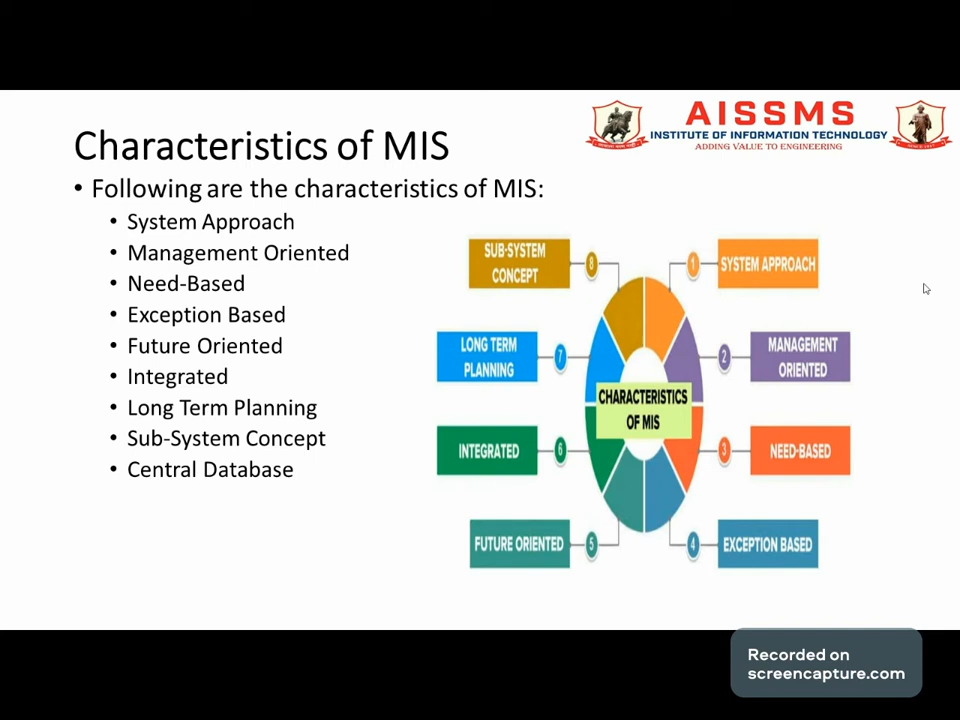 AISSMS
INSTITUTE OF INFORMATION TECHNOLOGY
ADDING VALUE TO ENGINEERING
Characteristics of MIS
• Following are the characteristics of MIS:
• System Approach
• Management Oriented
• Need-Based
• Exception Based
• Future Oriented
• Integrated
• Long Term Planning
• Sub-System Concept
• Central Database
SUB-SYSTEM
CONCEPT
8
1
SYSTEM APPROACH
LONG TERM
PLANNING
7
2
MANAGEMENT
ORIENTED
CHARACTERISTICS
OF MIS
INTEGRATED
6
3
NEED-BASED
FUTURE ORIENTED
5
4
EXCEPTION BASED
Recorded on
screencapture.com